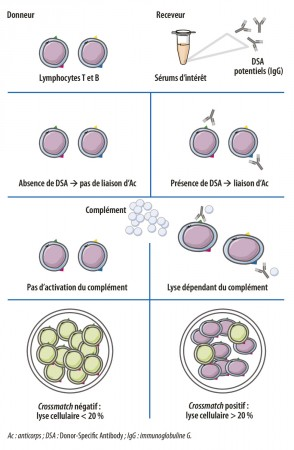 Donneur
Receveur
Lymphocytes T et B
Sérums d'intérêt
DSA
potentiels (IgG)
Absence de DSA → pas de liaison d'Ac
Présence de DSA → liaison d'Ac
Complément
Pas d'activation du complément
Lyse dépendant du complément
Crossmatch négatif :
lyse cellulaire < 20 %
Crossmatch positif :
lyse cellulaire > 20 %
Ac : anticorps ; DSA : Donor-Specific Antibody ; IgG : immunoglobuline G.